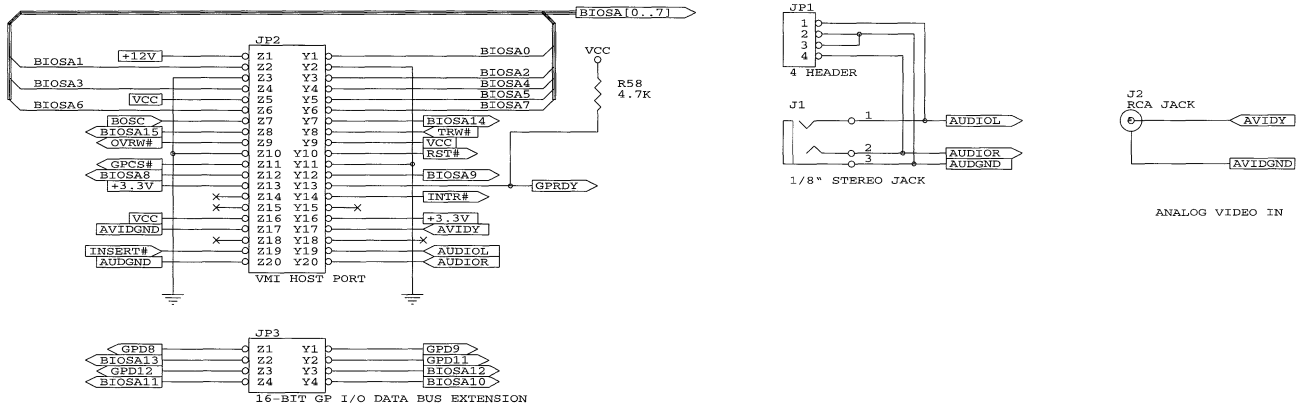 BIOSA[0..7]
JP2
+12V Z1 Y1 BIOSA0
BIOSA1 Z2 Y2
Z3 Y3 BIOSA2
BIOSA3 Z4 Y4 BIOSA4
VCC Z5 Y5 BIOSA5
BIOSA6 Z6 Y6 BIOSA7
BOSC Z7 Y7 BIOSA14
BIOSA15 Z8 Y8 TRW#
OVRW# Z9 Y9 VCC
Z10 Y10 RST#
GPCS# Z11 Y11
BIOSA8 Z12 Y12 BIOSA9
+3.3V Z13 Y13 GPRDY
Z14 Y14 INTR#
Z15 Y15
VCC Z16 Y16 +3.3V
AVIDGND Z17 Y17 AVIDY
Z18 Y18
INSERT# Z19 Y19 AUDIOL
AUDGND Z20 Y20 AUDIOR
VMI HOST PORT
VCC
R58
4.7K
JP3
GPD8 Z1 Y1 GPD9
BIOSA13 Z2 Y2 GPD11
GPD12 Z3 Y3 BIOSA12
BIOSA11 Z4 Y4 BIOSA10
16-BIT GP I/O DATA BUS EXTENSION
JP1
1
2
3
4
4 HEADER
J1
1 AUDIOL
2 AUDIOR
3 AUDGND
1/8" STEREO JACK
J2
RCA JACK
AVIDY
AVIDGND
ANALOG VIDEO IN